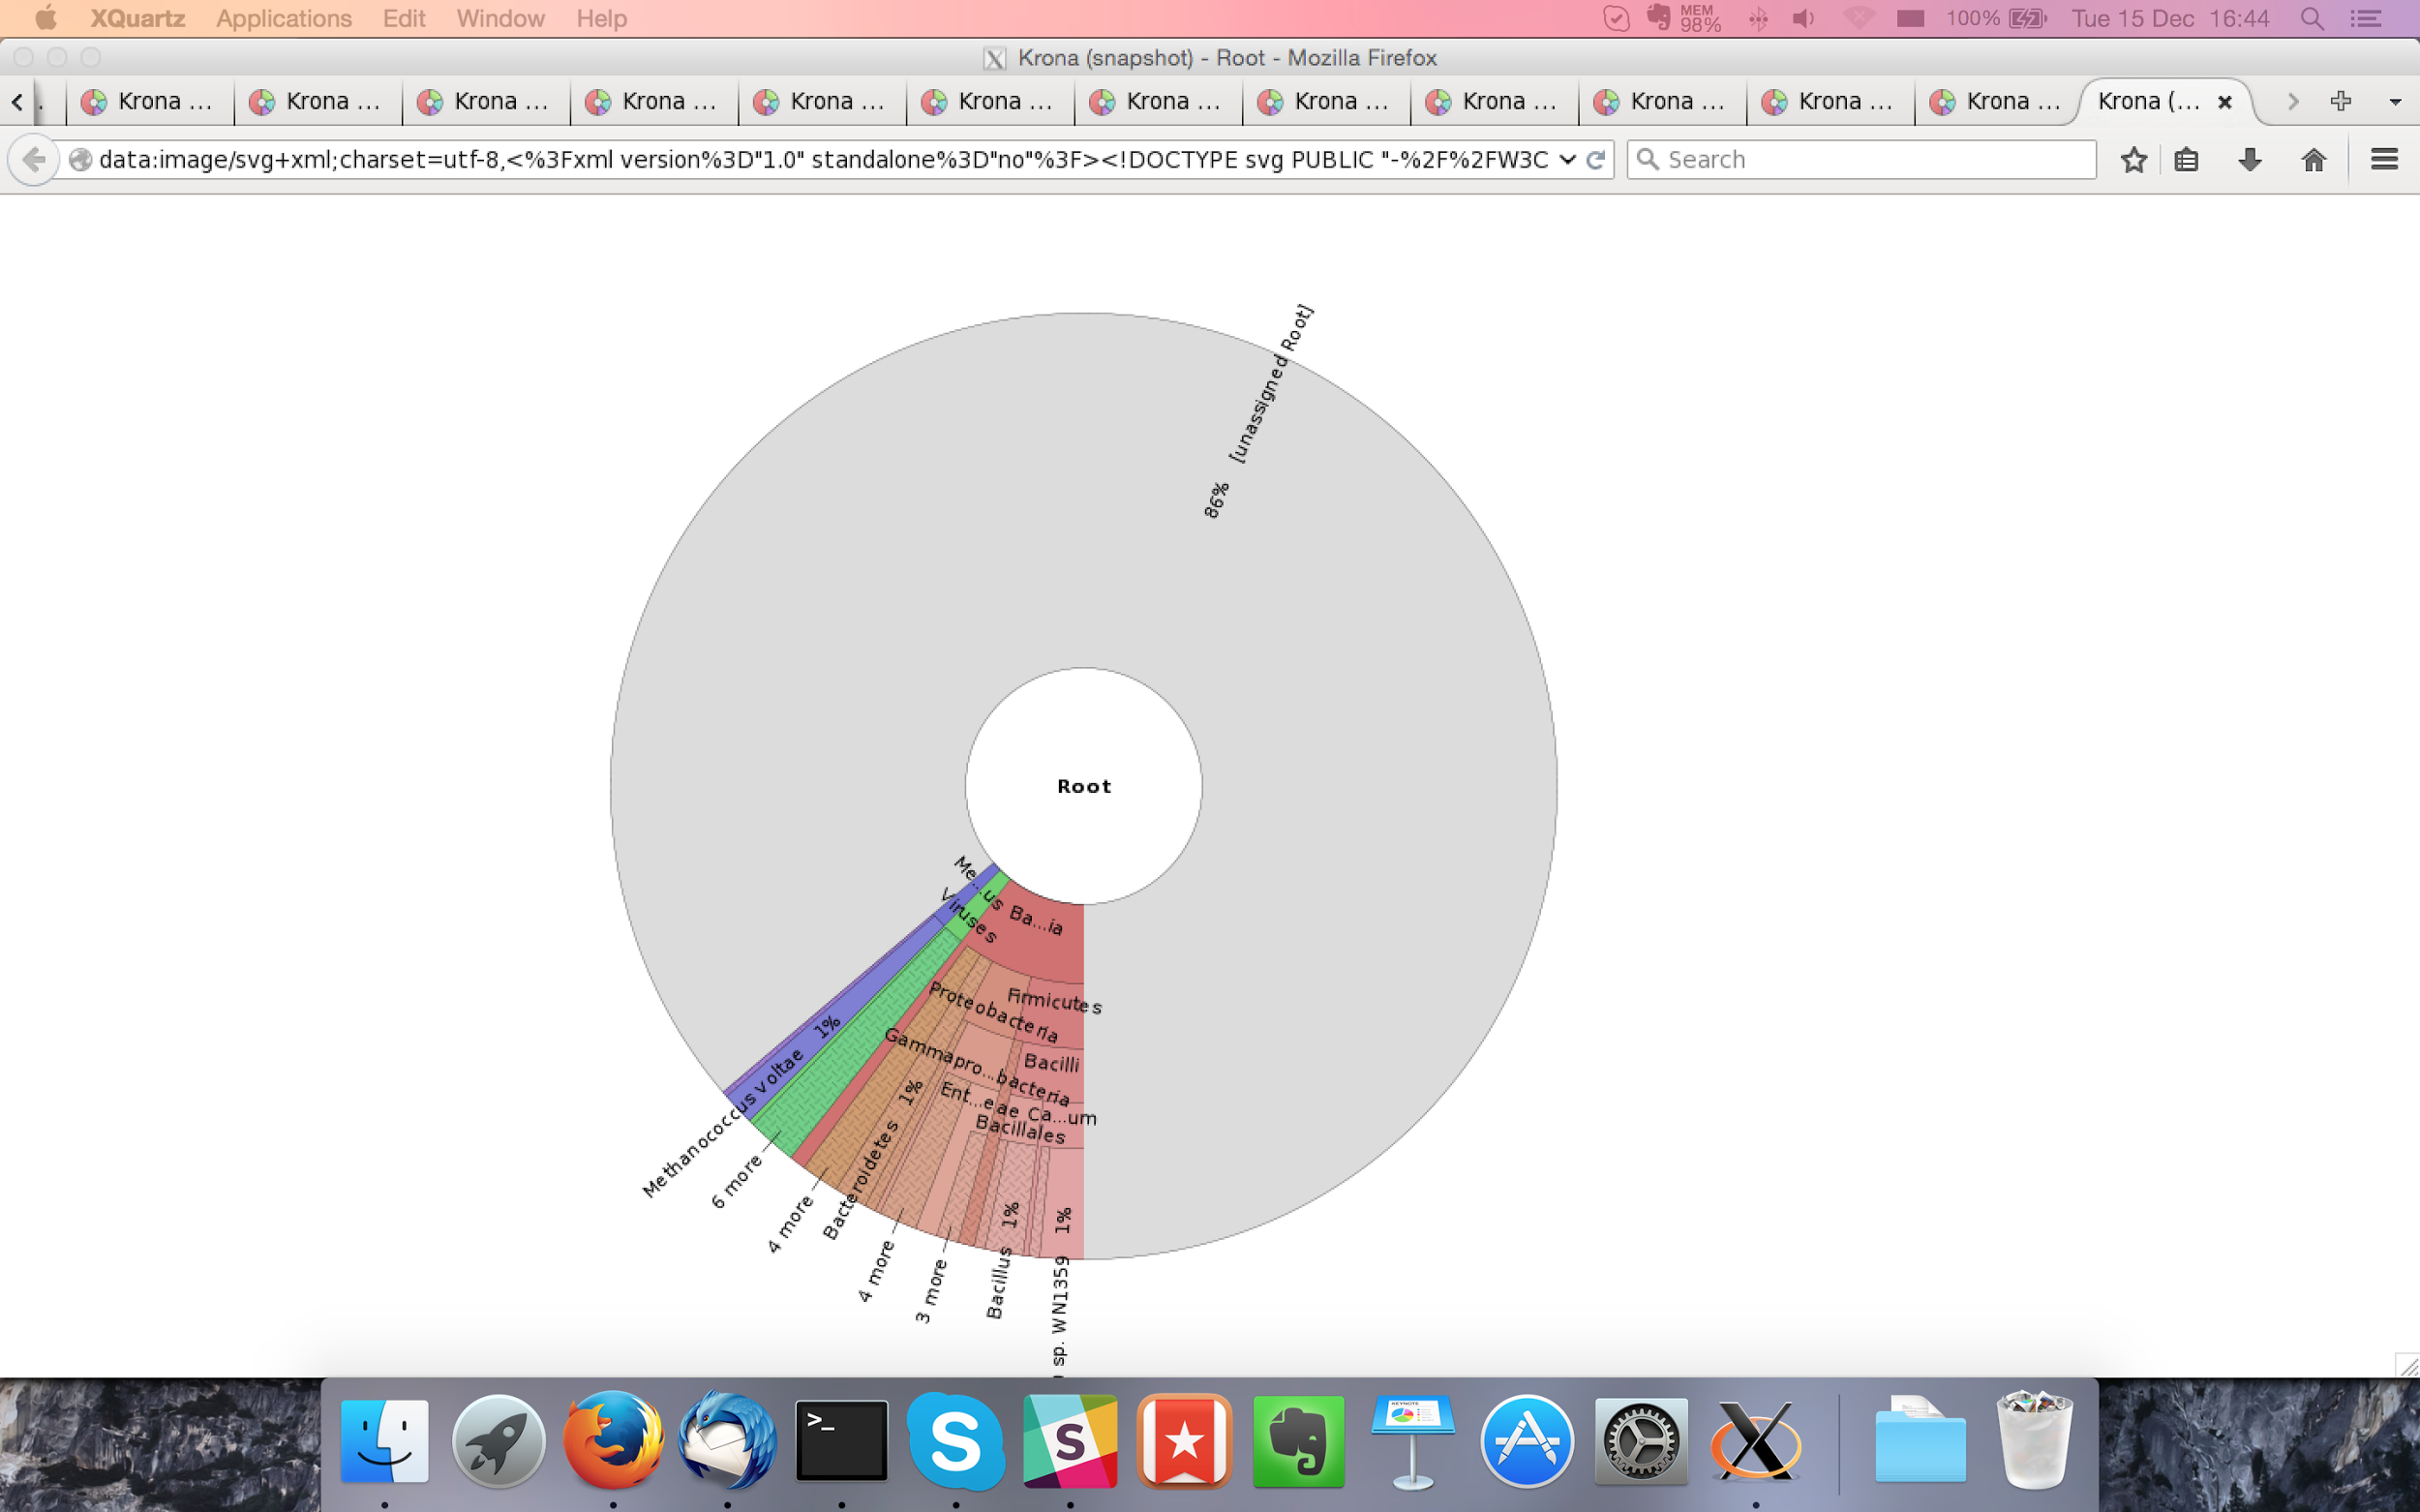 XQuartz Applications Edit Window Help MEM 98% 100% Tue 15 Dec 16:44
Krona (snapshot) - Root - Mozilla Firefox
Krona ... Krona ... Krona ... Krona ... Krona ... Krona ... Krona ... Krona ... Krona ... Krona ... Krona ... Krona ... Krona (...
data:image/svg+xml;charset=utf-8,<%3Fxml version%3D"1.0" standalone%3D"no"%3F><!DOCTYPE svg PUBLIC "-%2F%2FW3C Search
86% [unassigned Root]
Root
Me...us
Viruses
Ba...ia
Firmicutes
Proteobacteria
Gammapro...bacteria
Bacilli
Ent...eae
Ca...um
Bacillales
Methanococcus voltae 1%
6 more
4 more
Bacteroidetes 1%
4 more
3 more
Bacillus 1%
sp. WN1359 1%
>_
S
S
KEYNOTE